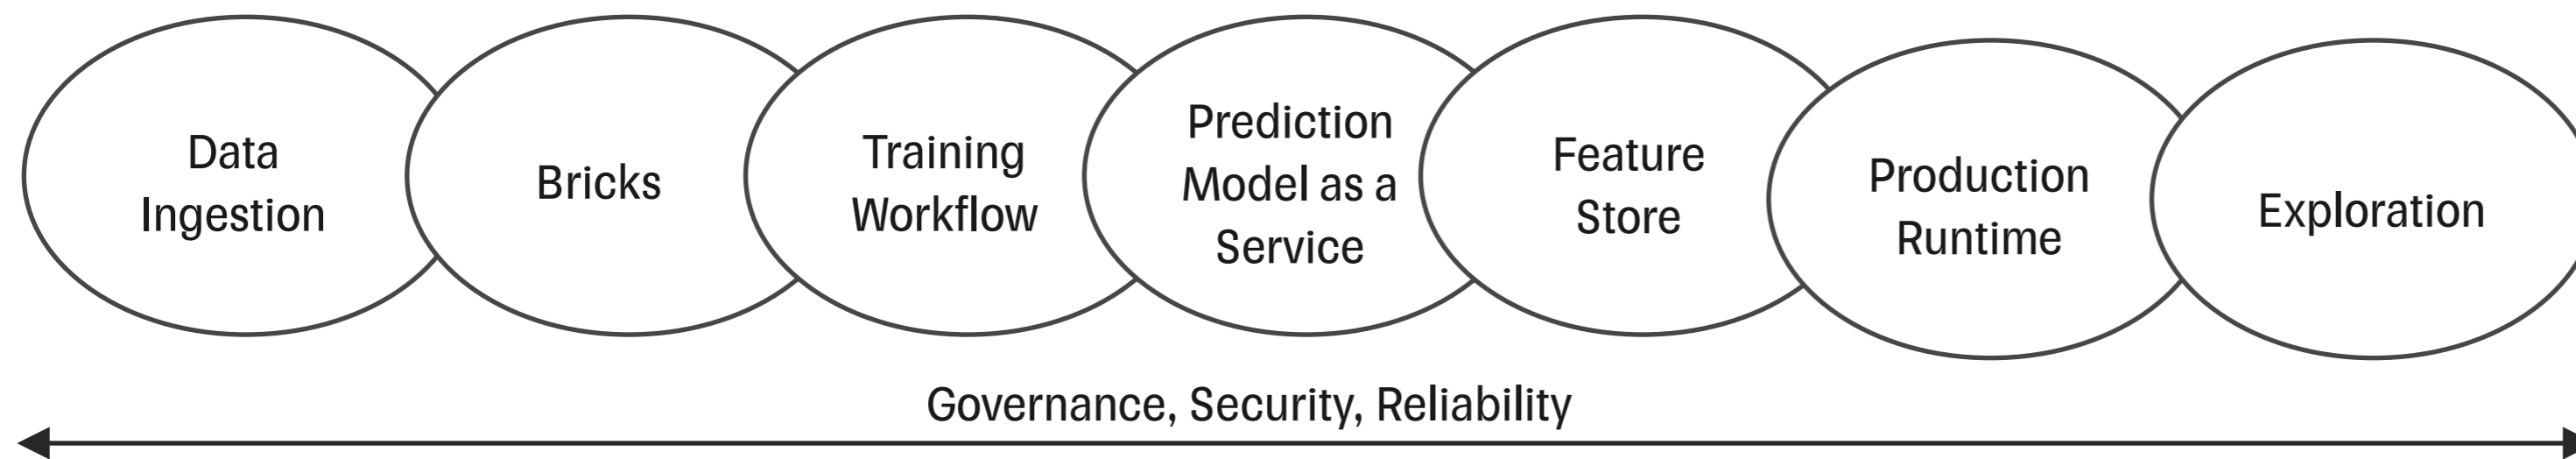 Data
Ingestion
Bricks
Training
Workflow
Prediction
Model as a
Service
Feature
Store
Production
Runtime
Exploration
Governance, Security, Reliability